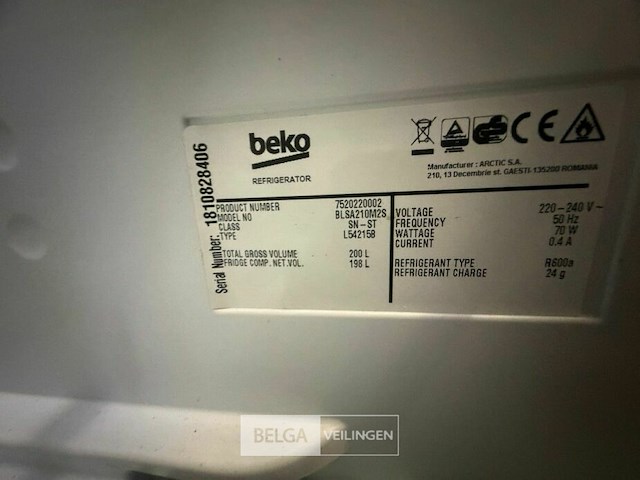 beko
REFRIGERATOR
Manufacturer : ARCTIC S.A.
210, 13 Decembrie st. GAESTI-135200 ROMANIA
Serial Number: 1810828406
PRODUCT NUMBER 7520220002
MODEL NO BLSA210M2S
CLASS SN-ST
TYPE L54215B
TOTAL GROSS VOLUME 200 L
FRIDGE COMP. NET.VOL. 198 L
VOLTAGE 220-240 V ~
FREQUENCY 50 Hz
WATTAGE 70 W
CURRENT 0.4 A
REFRIGERANT TYPE R600a
REFRIGERANT CHARGE 24 g
BELGA VEILINGEN